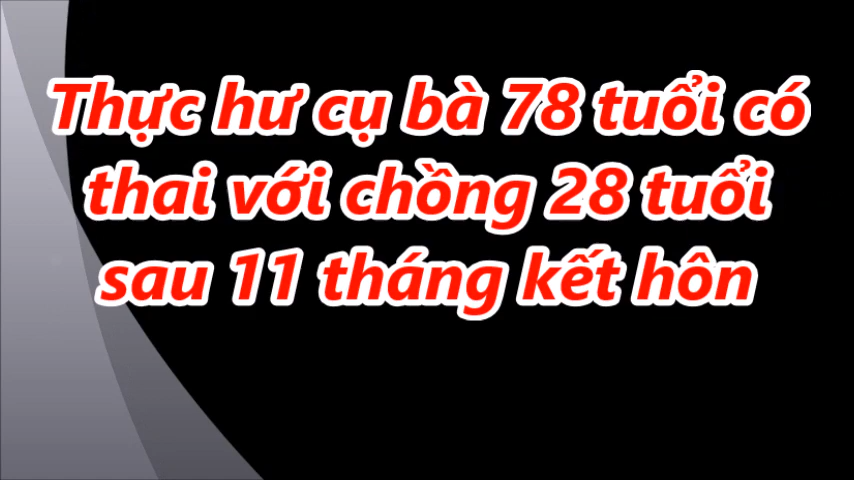 Thực hư cụ bà 78 tuổi có
thai với chồng 28 tuổi
sau 11 tháng kết hôn